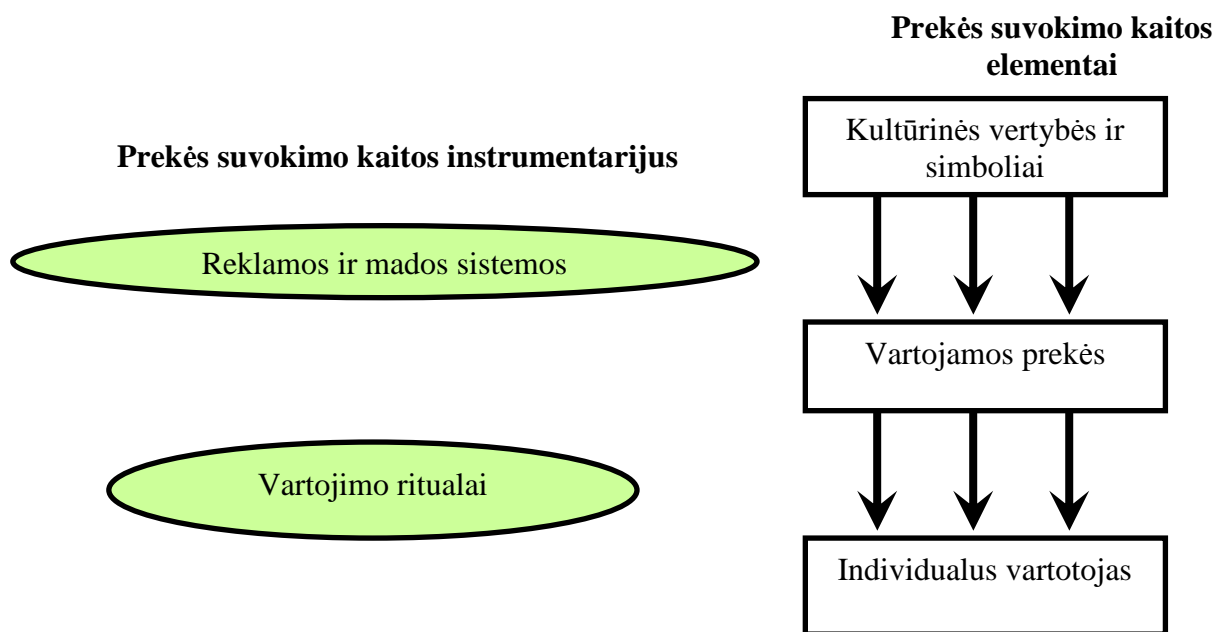 Prekės suvokimo kaitos
elementai
Kultūrinės vertybės ir
simboliai
Prekės suvokimo kaitos instrumentarijus
Reklamos ir mados sistemos
Vartojamos prekės
Vartojimo ritualai
Individualus vartotojas